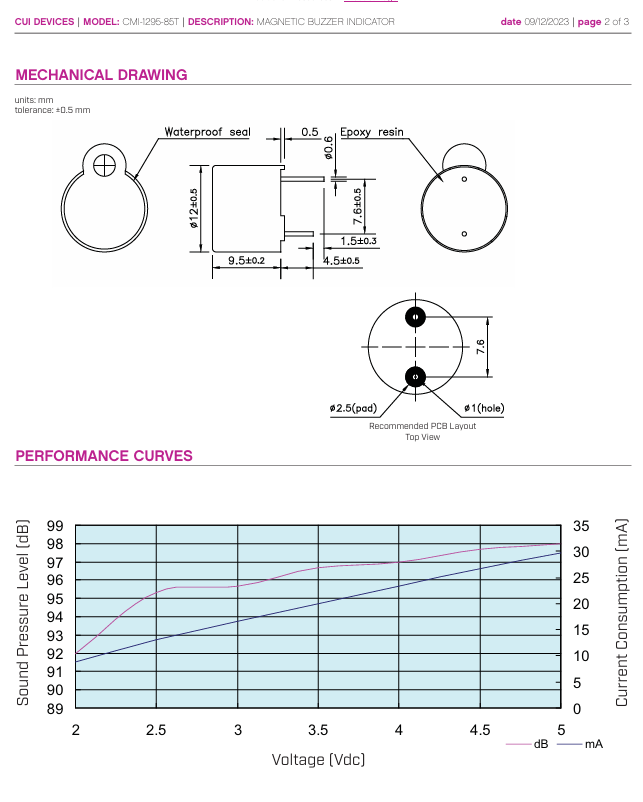 CUI DEVICES | MODEL: CMI-1295-85T | DESCRIPTION: MAGNETIC BUZZER INDICATOR
date 09/12/2023 | page 2 of 3
MECHANICAL DRAWING
units: mm
tolerance: ±0.5 mm
Waterproof seal
0.5
ø0.6
Epoxy resin
ø12±0.5
7.6±0.5
1.5±0.3
9.5±0.2
4.5±0.5
7.6
ø2.5(pad)
ø1(hole)
Recommended PCB Layout
Top View
PERFORMANCE CURVES
Sound Pressure Level (dB)
99
98
97
96
95
94
93
92
91
90
89
35
30
25
20
15
10
5
0
Current Consumption (mA)
2 2.5 3 3.5 4 4.5 5
dB mA
Voltage (Vdc)